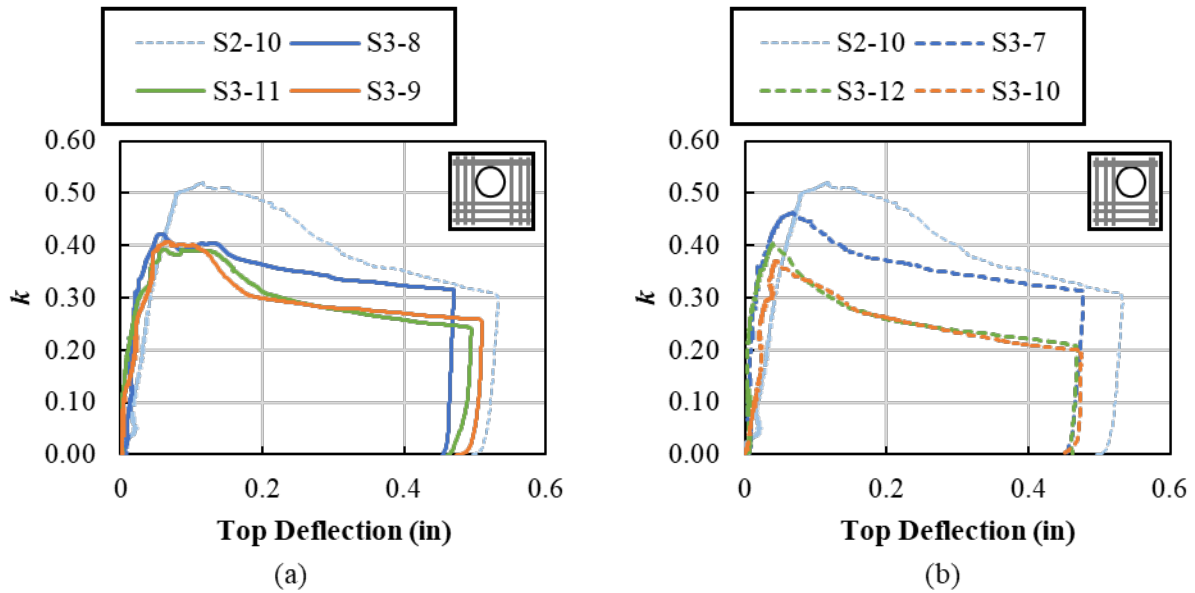 S2-10 S3-8
S3-11 S3-9
k
0.60
0.50
0.40
0.30
0.20
0.10
0.00
0 0.2 0.4 0.6
Top Deflection (in)
(a)
S2-10 S3-7
S3-12 S3-10
k
0.60
0.50
0.40
0.30
0.20
0.10
0.00
0 0.2 0.4 0.6
Top Deflection (in)
(b)